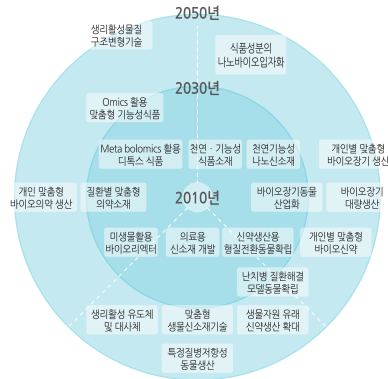 2050년
생리활성물질
구조변형기술
식품성분의
나노바이오입자화
2030년
Omics 활용
맞춤형 기능성식품
Meta bolomics 활용
디톡스 식품
천연 · 기능성
식품소재
천연기능성
나노신소재
개인별 맞춤형
바이오장기 생산
개인 맞춤형
바이오의약 생산
질환별 맞춤형
의약소재
2010년
바이오장기동물
산업화
바이오장기
대량생산
미생물활용
바이오리액터
의료용
신소재 개발
신약생산용
형질전환동물확립
개인별 맞춤형
바이오신약
난치병 질환해결
모델동물확립
생리활성 유도체
및 대사체
맞춤형
생물신소재기술
생물자원 유래
신약생산 확대
특정질병저항성
동물생산